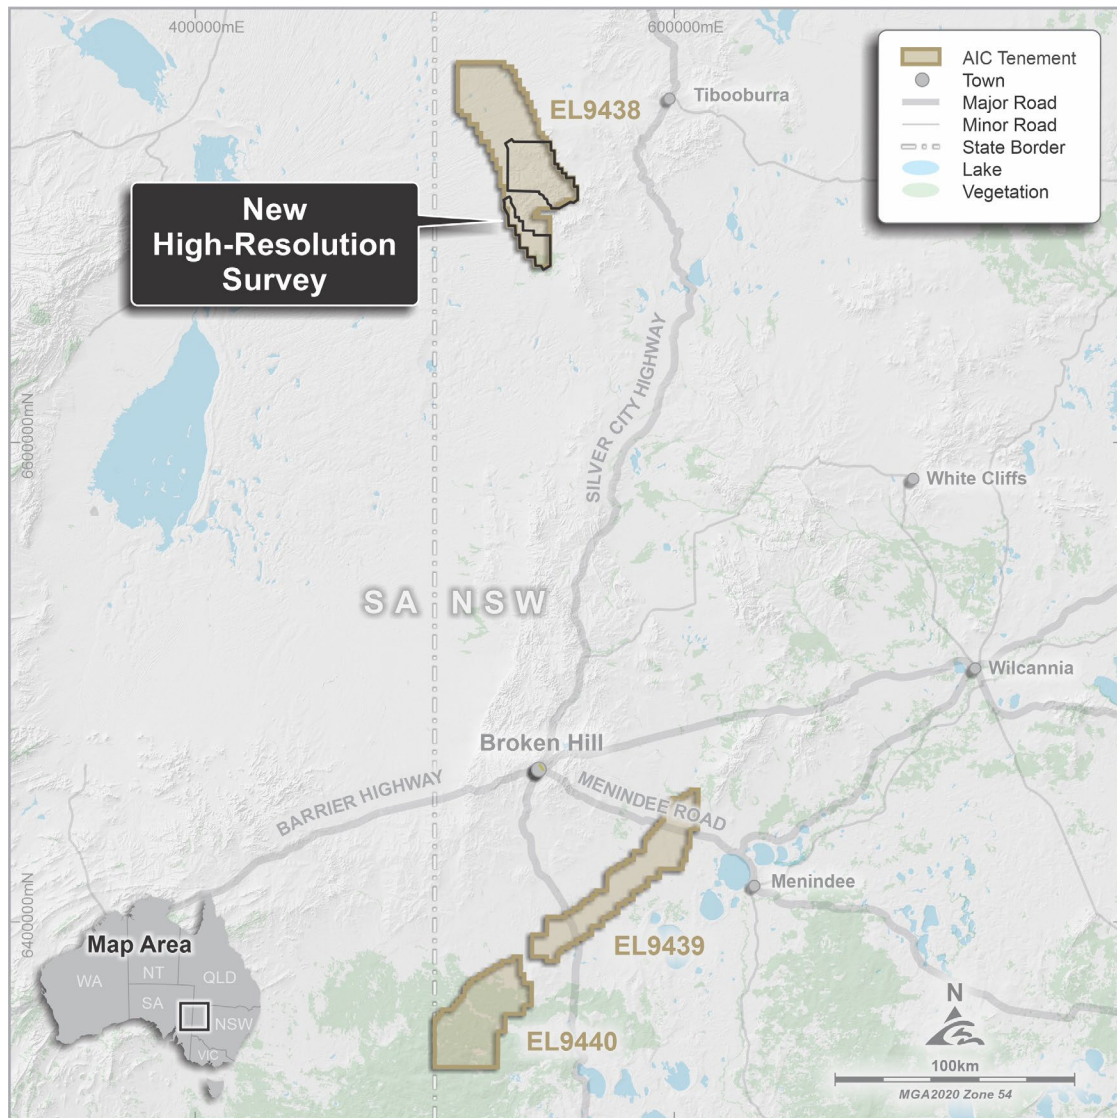 400000mE
600000mE
AIC Tenement
Town
Major Road
Minor Road
State Border
Lake
Vegetation
EL9438
Tibooburra
New
High-Resolution
Survey
SILVER CITY HIGHWAY
6600000mN
White Cliffs
SA
NSW
Wilcannia
Broken Hill
BARRIER HIGHWAY
MENINDEE ROAD
Menindee
6400000mN
EL9439
EL9440
Map Area
WA
NT
QLD
SA
NSW
VIC
N
100km
MGA2020 Zone 54